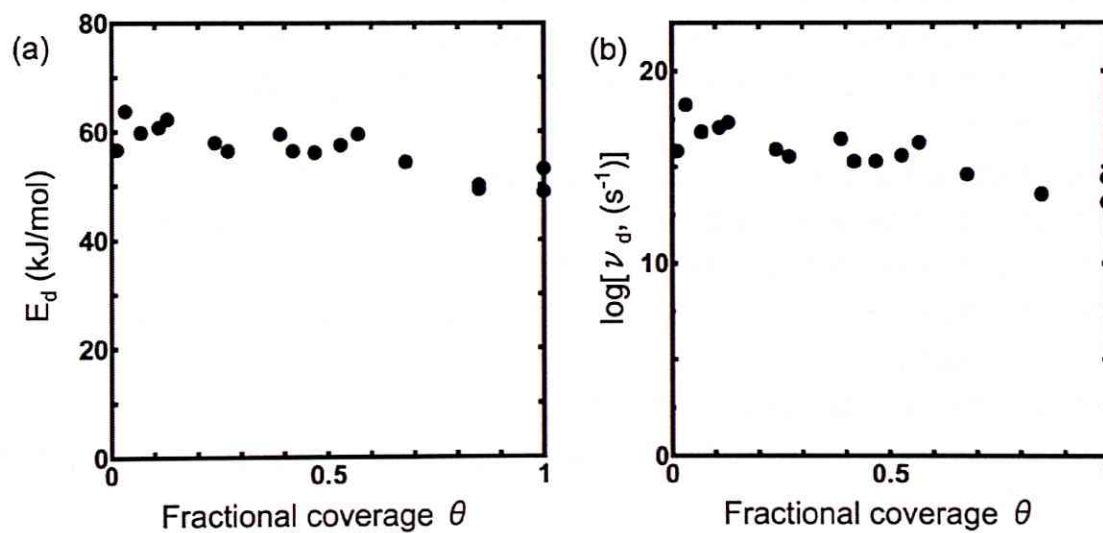 (a)
80
60
40
20
0
E_d (kJ/mol)
0 0.5 1
Fractional coverage θ
(b)
20
10
0
log[ν_d, (s⁻¹)]
0 0.5
Fractional coverage θ